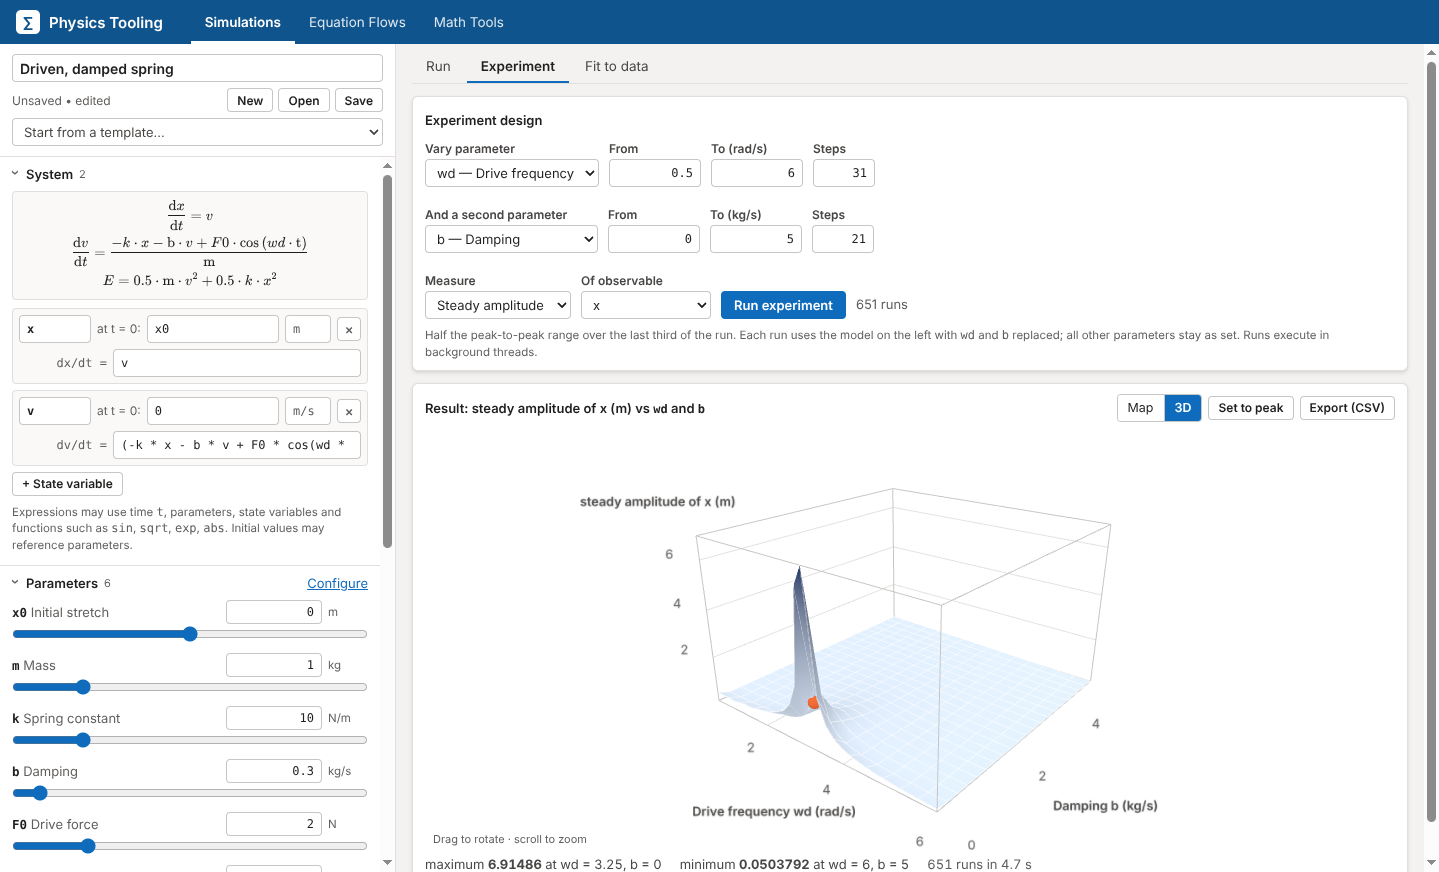 Σ Physics Tooling Simulations Equation Flows Math Tools
Driven, damped spring
Unsaved • edited New Open Save
Start from a template...
System 2
dx/dt = v
dv/dt = (−k · x − b · v + F0 · cos (wd · t))/m
E = 0.5 · m · v² + 0.5 · k · x²
x at t = 0: x0 m ×
dx/dt = v
v at t = 0: 0 m/s ×
dv/dt = (-k * x - b * v + F0 * cos(wd *
+ State variable
Expressions may use time t, parameters, state variables and
functions such as sin, sqrt, exp, abs. Initial values may
reference parameters.
Parameters 6 Configure
x0 Initial stretch 0 m
m Mass 1 kg
k Spring constant 10 N/m
b Damping 0.3 kg/s
F0 Drive force 2 N
Run Experiment Fit to data
Experiment design
Vary parameter From To (rad/s) Steps
wd — Drive frequency 0.5 6 31
And a second parameter From To (kg/s) Steps
b — Damping 0 5 21
Measure Of observable
Steady amplitude x Run experiment 651 runs
Half the peak-to-peak range over the last third of the run. Each run uses the model on the left with wd and b replaced; all other parameters stay as set. Runs execute in
background threads.
Result: steady amplitude of x (m) vs wd and b Map 3D Set to peak Export (CSV)
steady amplitude of x (m)
6
4
2
2
4
6
Drive frequency wd (rad/s)
0
2
4
Damping b (kg/s)
Drag to rotate · scroll to zoom
maximum 6.91486 at wd = 3.25, b = 0 minimum 0.0503792 at wd = 6, b = 5 651 runs in 4.7 s